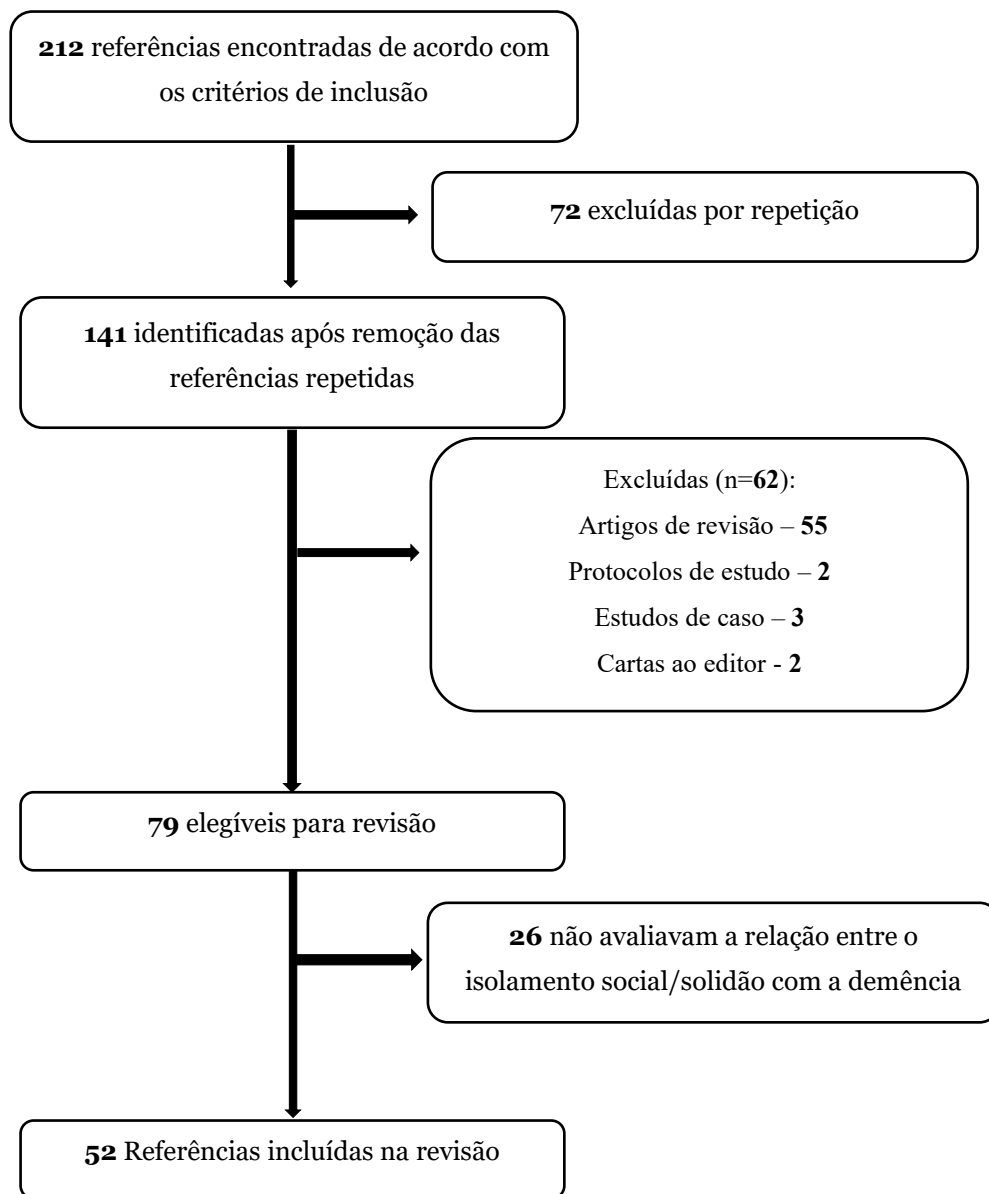 212 referências encontradas de acordo com
os critérios de inclusão
72 excluídas por repetição
141 identificadas após remoção das
referências repetidas
Excluídas (n=62):
Artigos de revisão – 55
Protocolos de estudo – 2
Estudos de caso – 3
Cartas ao editor - 2
79 elegíveis para revisão
26 não avaliavam a relação entre o
isolamento social/solidão com a demência
52 Referências incluídas na revisão